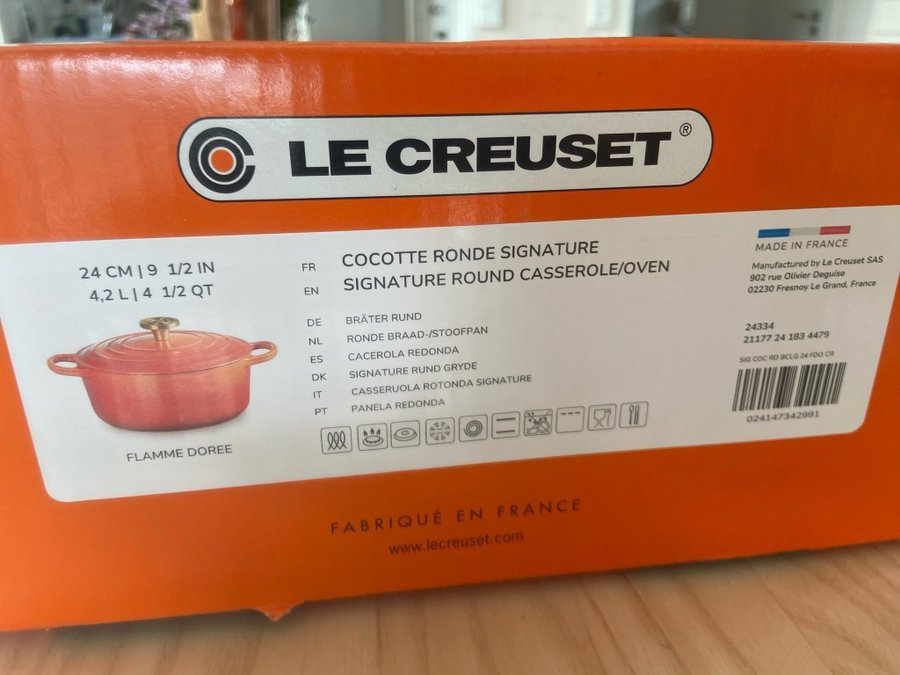 LE CREUSET®
24 CM | 9 1/2 IN
4,2 L | 4 1/2 QT
FLAMME DOREE
FR COCOTTE RONDE SIGNATURE
EN SIGNATURE ROUND CASSEROLE/OVEN
DE BRÄTER RUND
NL RONDE BRAAD-/STOOFPAN
ES CACEROLA REDONDA
DK SIGNATURE RUND GRYDE
IT CASSERUOLA ROTONDA SIGNATURE
PT PANELA REDONDA
MADE IN FRANCE
Manufactured by Le Creuset SAS
902 rue Olivier Deguise
02230 Fresnoy Le Grand, France
24334
21177 24 183 4479
SIG COC RD BCLG 24 FDO CR
024147342991
FABRIQUÉ EN FRANCE
www.lecreuset.com